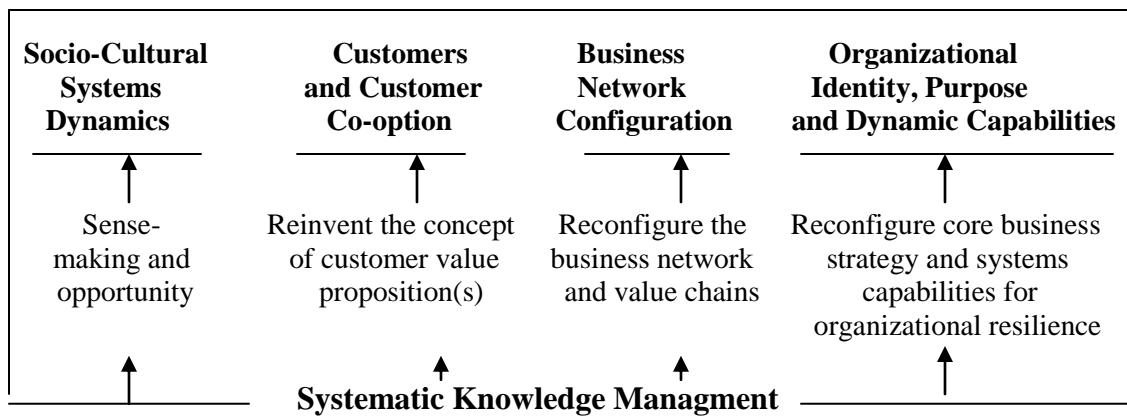 Socio-Cultural
Systems
Dynamics
Customers
and Customer
Co-option
Business
Network
Configuration
Organizational
Identity, Purpose
and Dynamic Capabilities
Sense-
making and
opportunity
Reinvent the concept
of customer value
proposition(s)
Reconfigure the
business network
and value chains
Reconfigure core business
strategy and systems
capabilities for
organizational resilience
Systematic Knowledge Managment